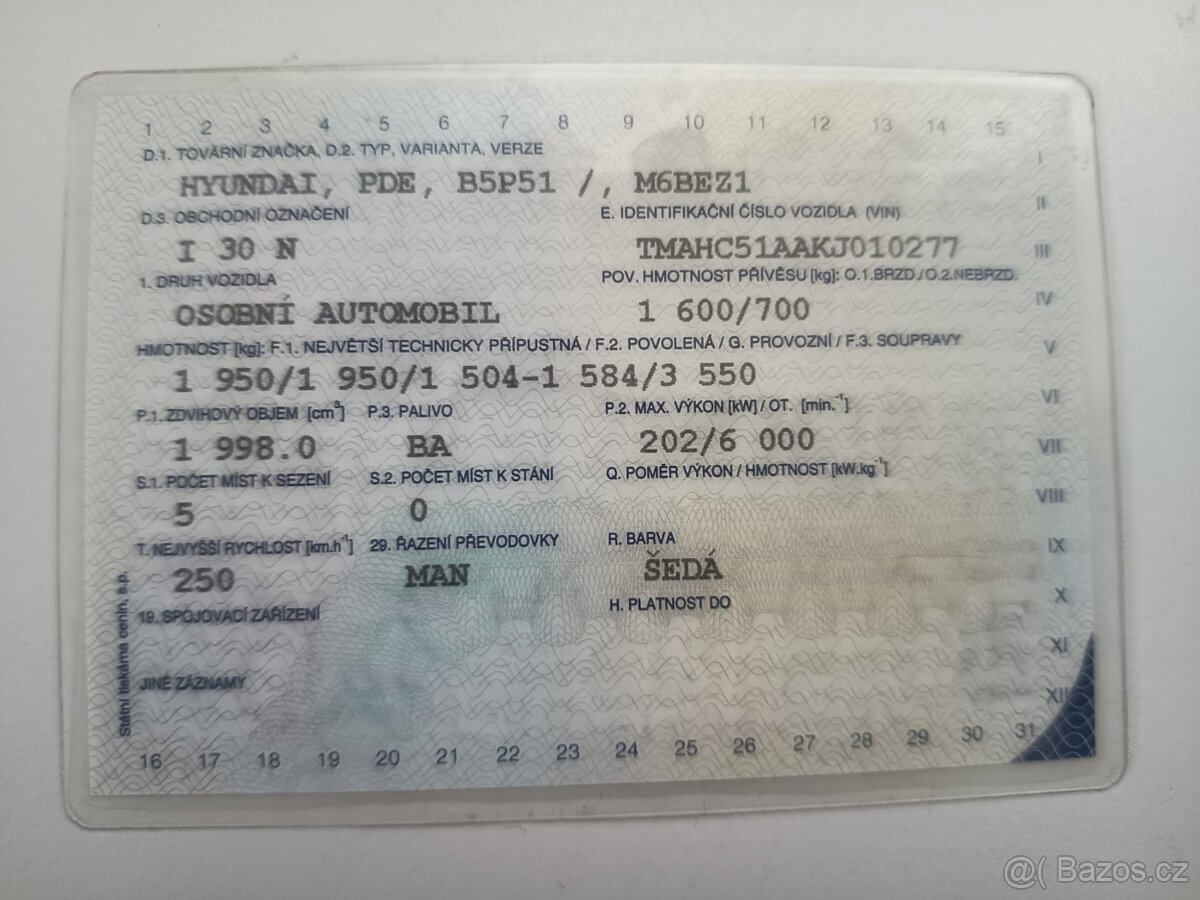 1 2 3 4 5 6 7 8 9 10 11 12 13 14 15
D.1. TOVÁRNÍ ZNAČKA, D.2. TYP, VARIANTA, VERZE
I
HYUNDAI, PDE, B5P51 /, M6BEZ1
II
D.3. OBCHODNÍ OZNAČENÍ E. IDENTIFIKAČNÍ ČÍSLO VOZIDLA (VIN)
I 30 N TMAHC51AAKJ010277
III
1. DRUH VOZIDLA POV. HMOTNOST PŘÍVĚSU [kg]: O.1.BRZD./O.2.NEBRZD.
IV
OSOBNÍ AUTOMOBIL 1 600/700
HMOTNOST [kg]: F.1. NEJVĚTŠÍ TECHNICKY PŘÍPUSTNÁ / F.2. POVOLENÁ / G. PROVOZNÍ / F.3. SOUPRAVY
V
1 950/1 950/1 504-1 584/3 550
VI
P.1. ZDVIHOVÝ OBJEM [cm³] P.3. PALIVO P.2. MAX. VÝKON [kW] / OT. [min.⁻¹]
1 998.0 BA 202/6 000
VII
S.1. POČET MÍST K SEZENÍ S.2. POČET MÍST K STÁNÍ Q. POMĚR VÝKON / HMOTNOST [kW.kg⁻¹]
VIII
5 0
T. NEJVYŠŠÍ RYCHLOST [km.h⁻¹] 29. ŘAZENÍ PŘEVODOVKY R. BARVA
IX
250 MAN ŠEDÁ
X
19. SPOJOVACÍ ZAŘÍZENÍ H. PLATNOST DO
XI
JINÉ ZÁZNAMY
XII
Státní tiskárna cenin, s.p.
16 17 18 19 20 21 22 23 24 25 26 27 28 29 30 31
@( Bazos.cz